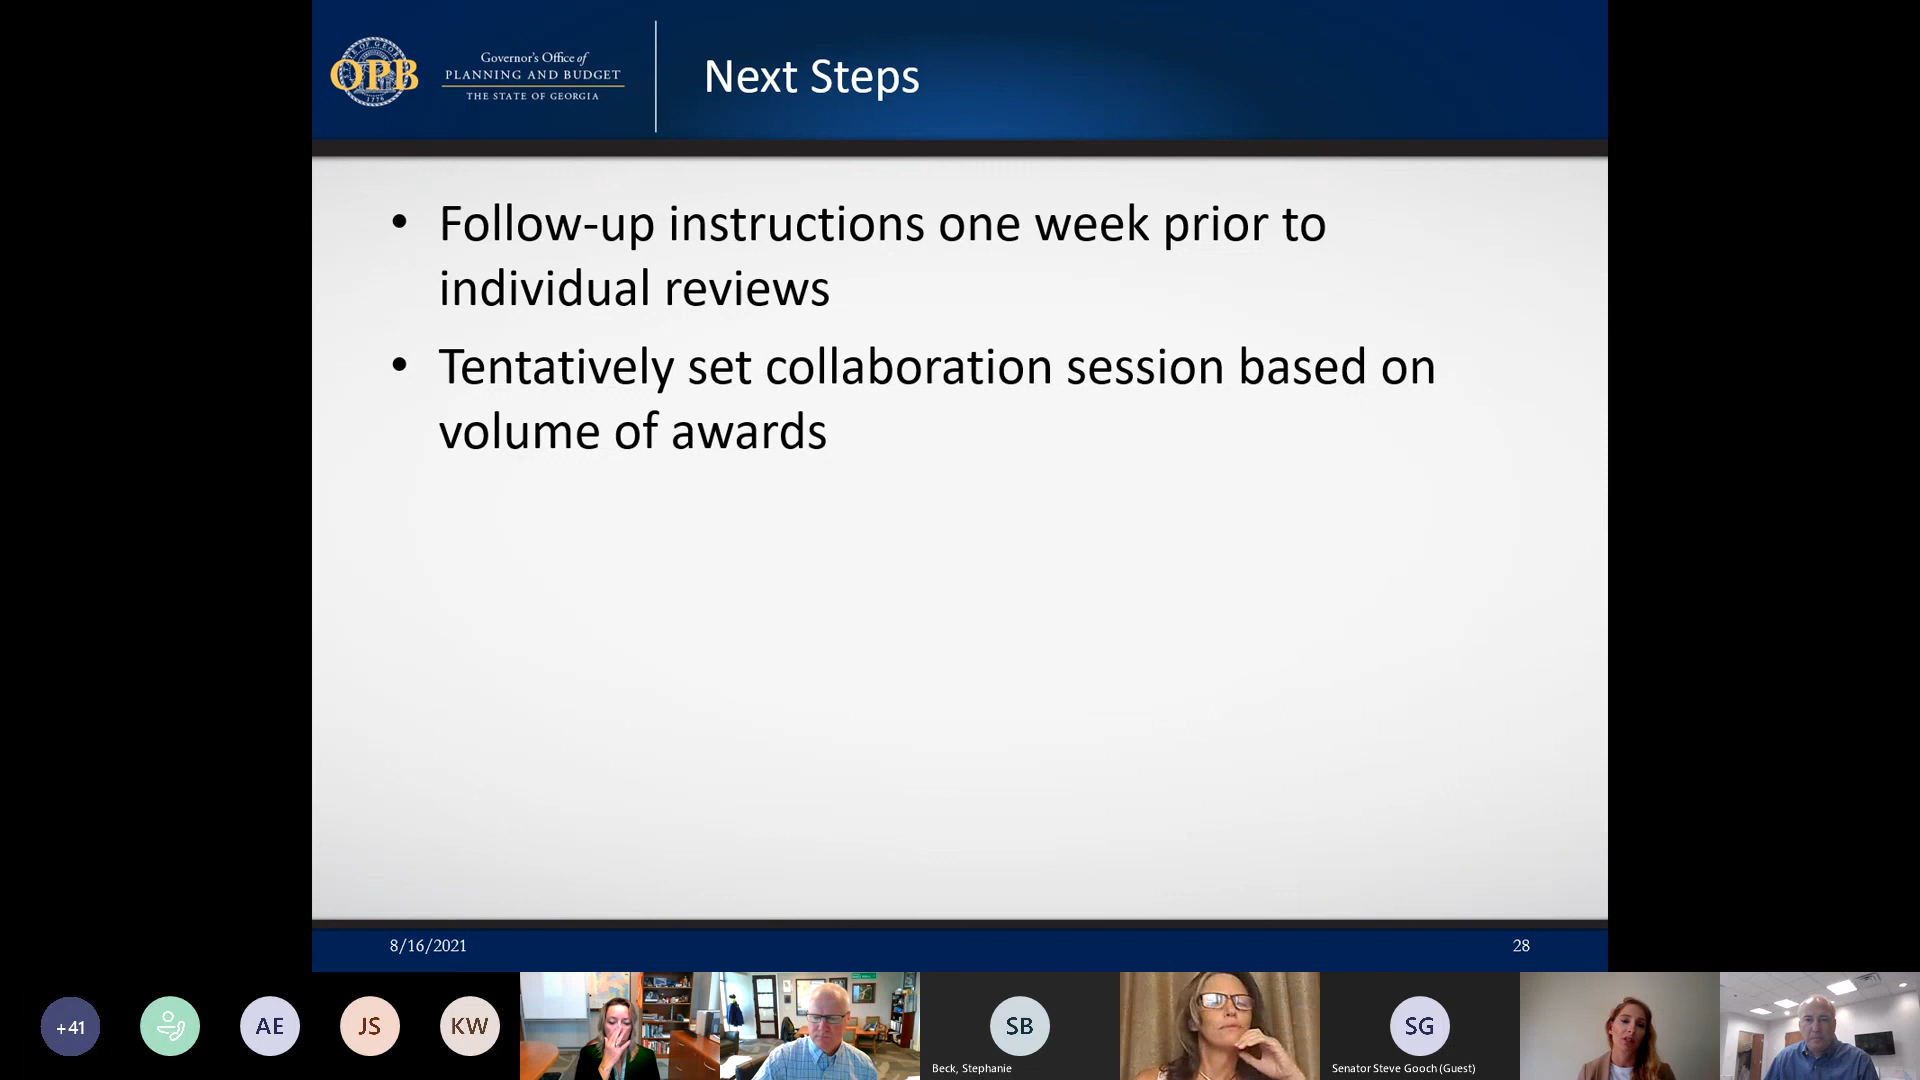 OPB
1776
Governor's Office of
PLANNING AND BUDGET
THE STATE OF GEORGIA
Next Steps
• Follow-up instructions one week prior to
individual reviews
• Tentatively set collaboration session based on
volume of awards
8/16/2021
28
+41
AE
JS
KW
SB
Beck, Stephanie
SG
Senator Steve Gooch (Guest)